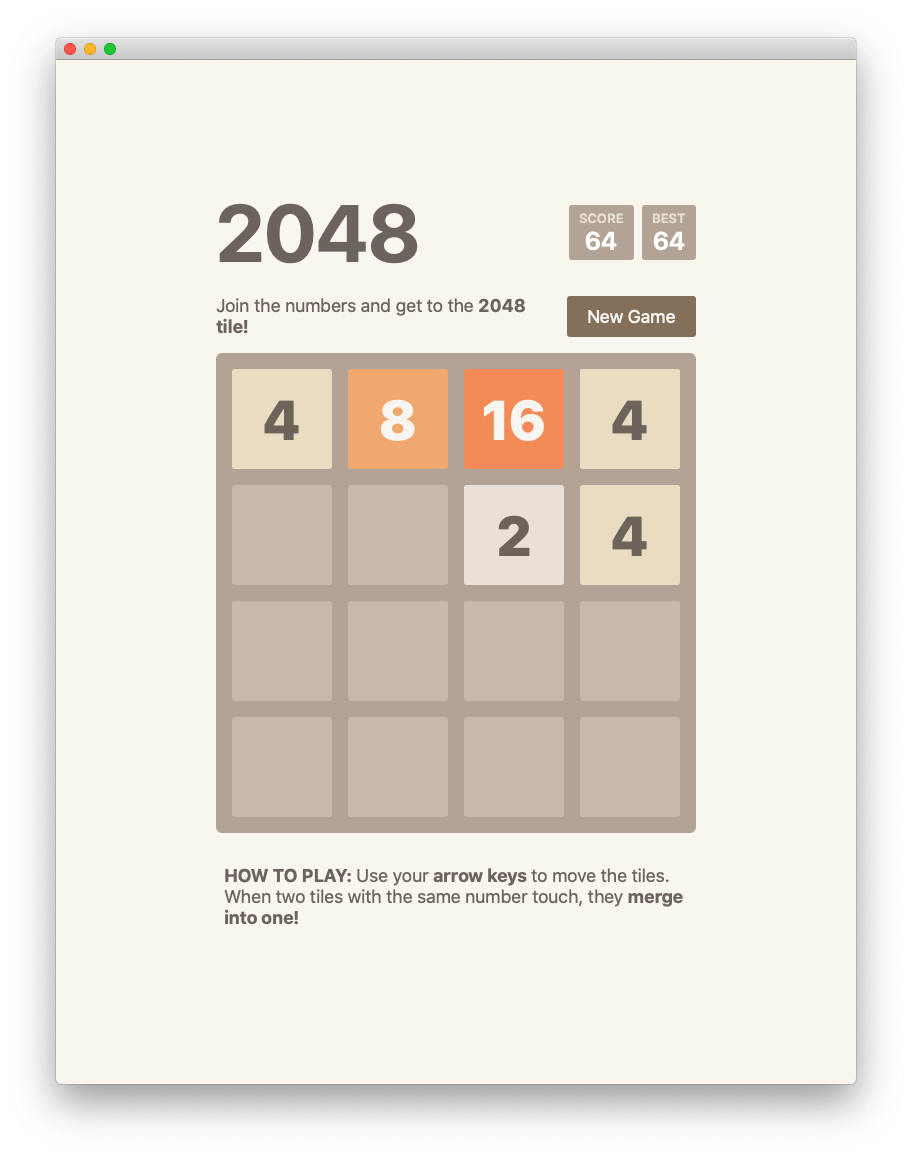 2048
SCORE
64
BEST
64
Join the numbers and get to the 2048
tile!
New Game
4 8 16 4
2 4
HOW TO PLAY: Use your arrow keys to move the tiles.
When two tiles with the same number touch, they merge
into one!